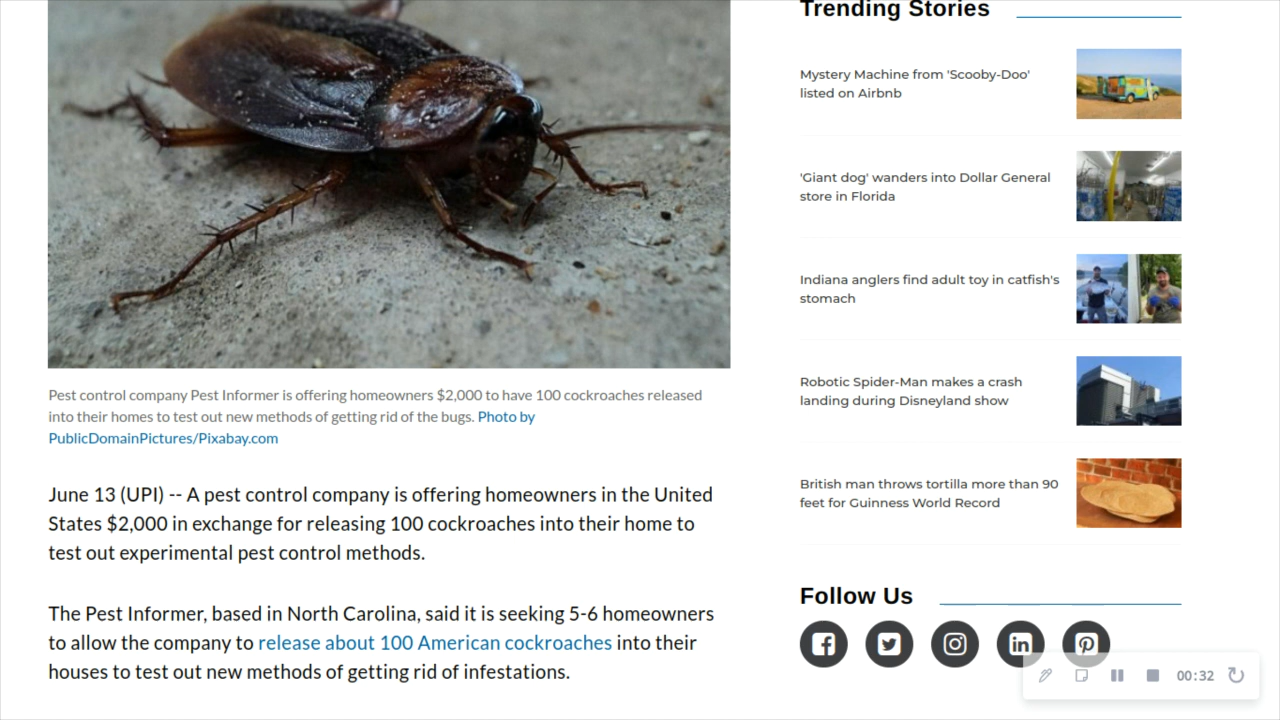 Trending Stories
Mystery Machine from 'Scooby-Doo'
listed on Airbnb
'Giant dog' wanders into Dollar General
store in Florida
Indiana anglers find adult toy in catfish's
stomach
Robotic Spider-Man makes a crash
landing during Disneyland show
British man throws tortilla more than 90
feet for Guinness World Record
Follow Us
Pest control company Pest Informer is offering homeowners $2,000 to have 100 cockroaches released
into their homes to test out new methods of getting rid of the bugs. Photo by
PublicDomainPictures/Pixabay.com
June 13 (UPI) -- A pest control company is offering homeowners in the United
States $2,000 in exchange for releasing 100 cockroaches into their home to
test out experimental pest control methods.
The Pest Informer, based in North Carolina, said it is seeking 5-6 homeowners
to allow the company to release about 100 American cockroaches into their
houses to test out new methods of getting rid of infestations.
00:32